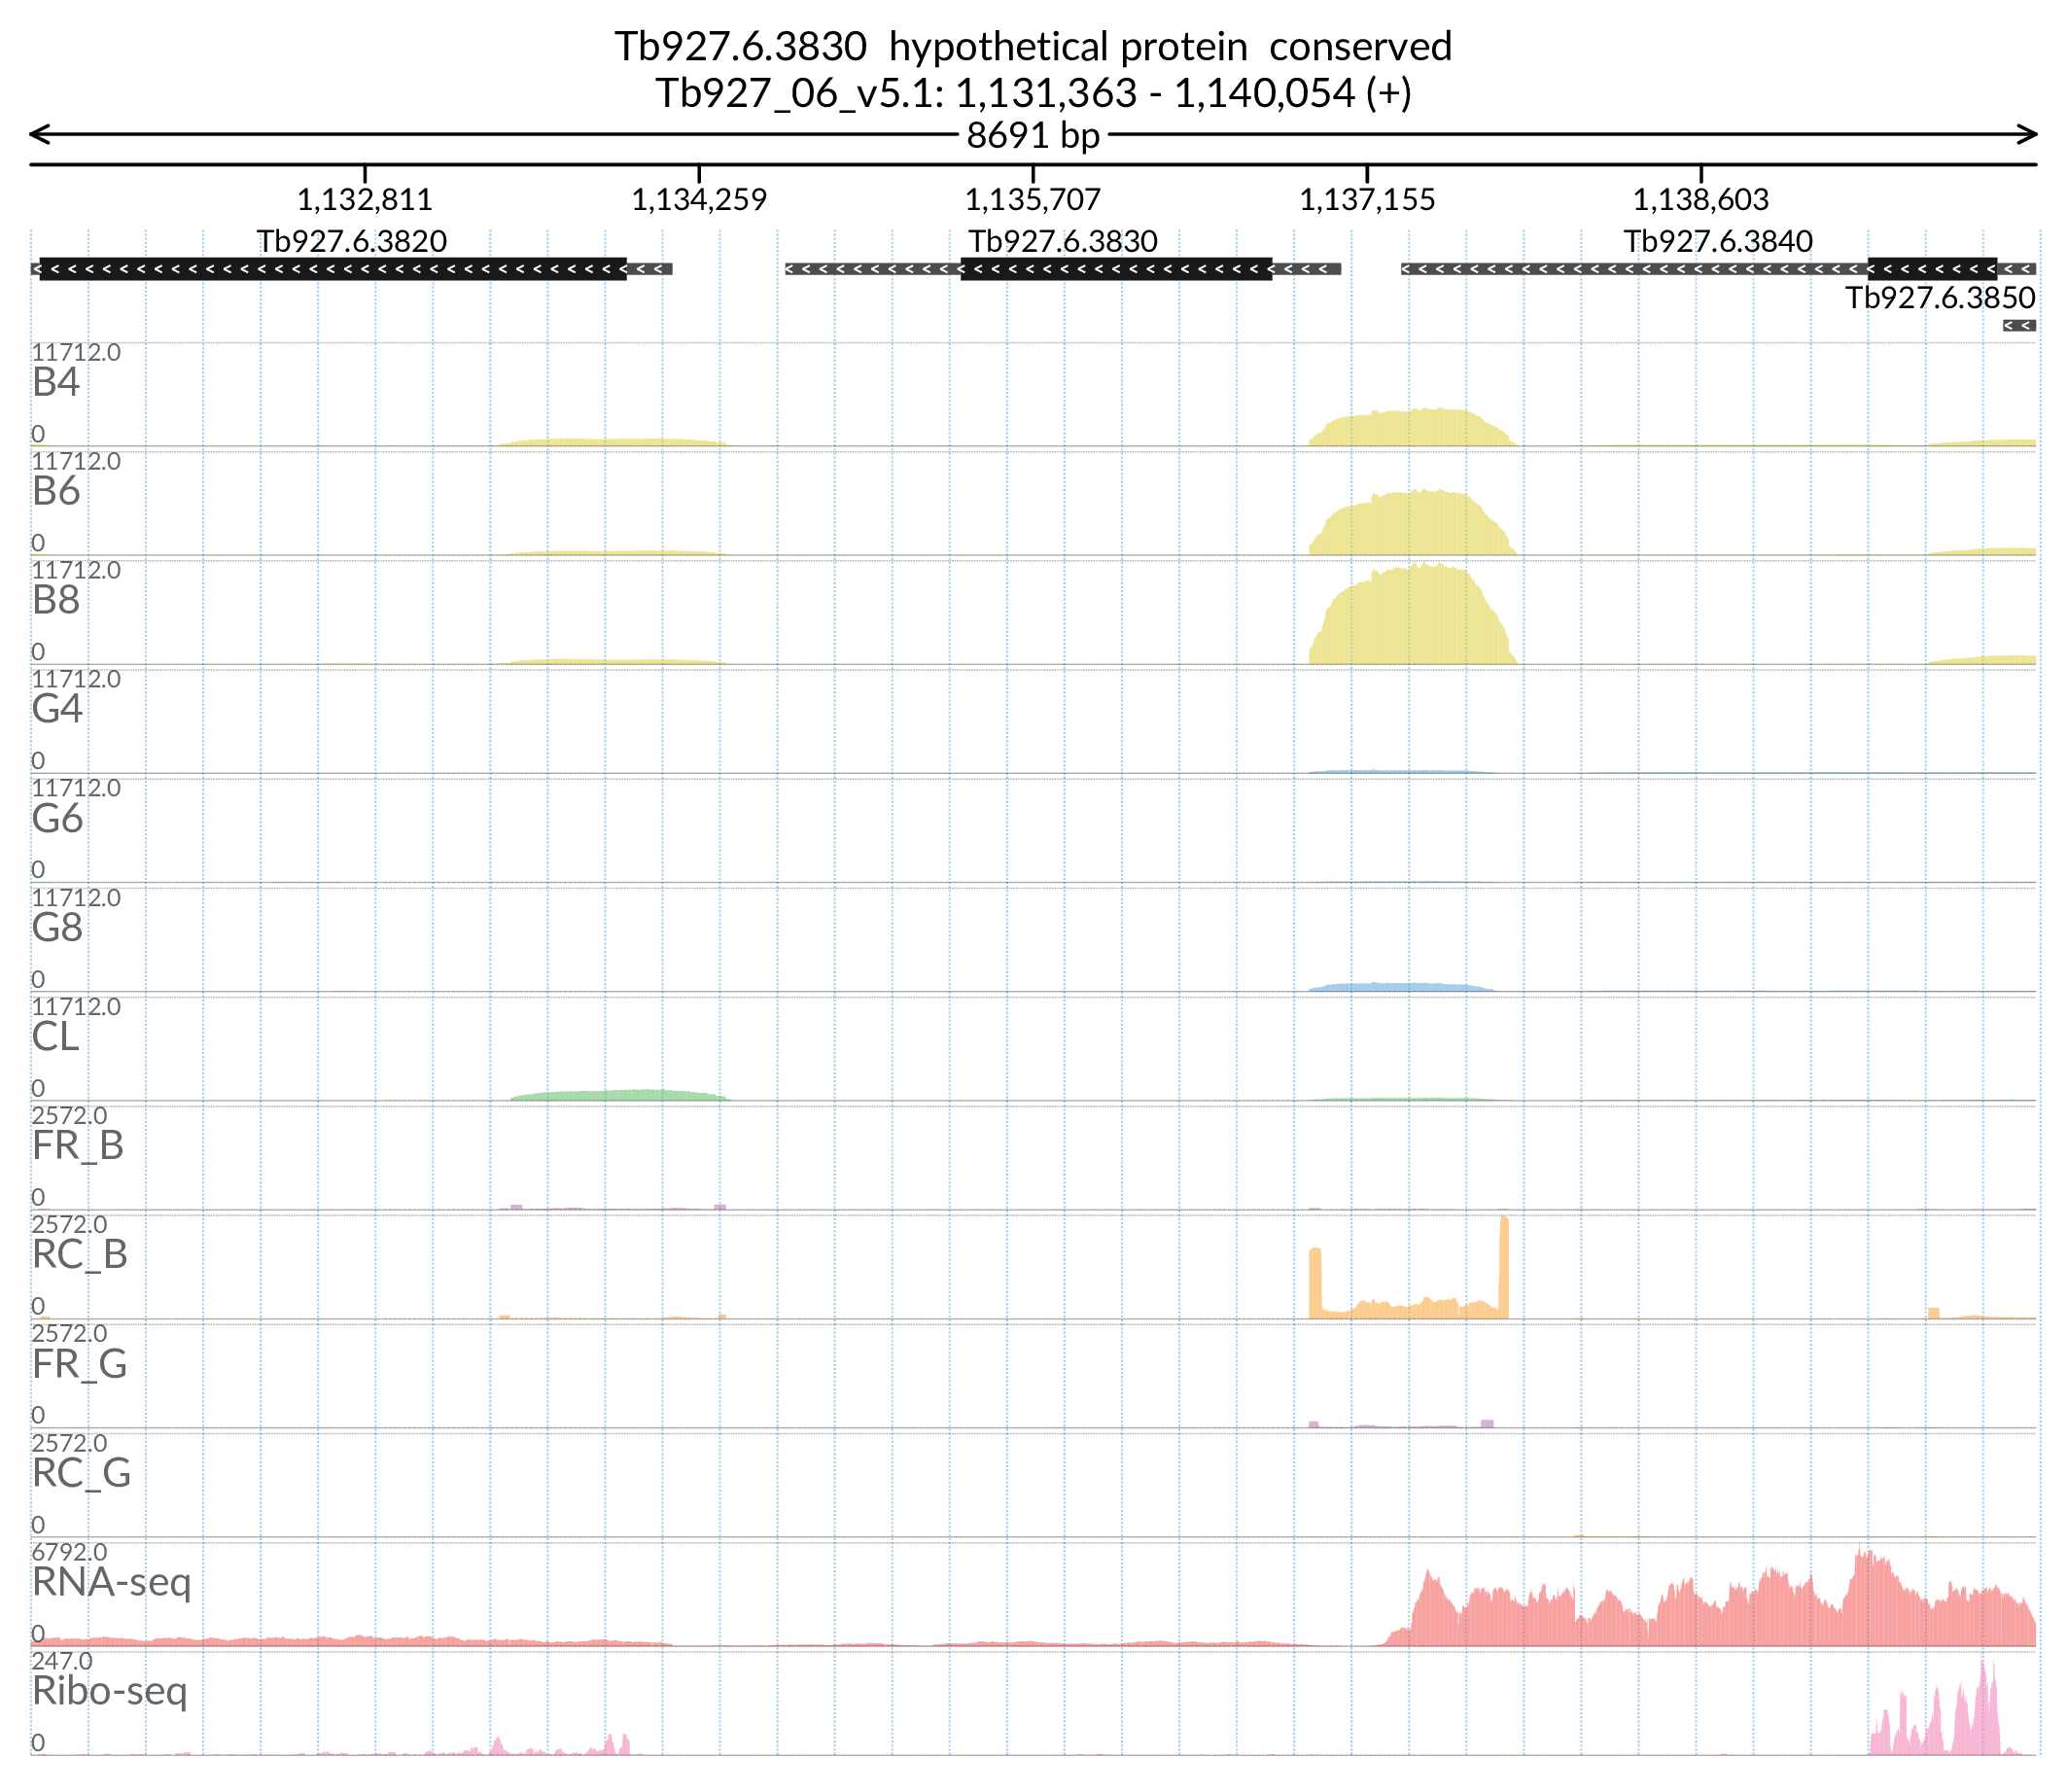 Tb927.6.3830 hypothetical protein conserved
Tb927_06_v5.1: 1,131,363 - 1,140,054 (+)
8691 bp
1,132,811 1,134,259 1,135,707 1,137,155 1,138,603
Tb927.6.3820 Tb927.6.3830 Tb927.6.3840
Tb927.6.3850
11712.0
B4
0
11712.0
B6
0
11712.0
B8
0
11712.0
G4
0
11712.0
G6
0
11712.0
G8
0
11712.0
CL
0
2572.0
FR_B
0
2572.0
RC_B
0
2572.0
FR_G
0
2572.0
RC_G
0
6792.0
RNA-seq
0
247.0
Ribo-seq
0